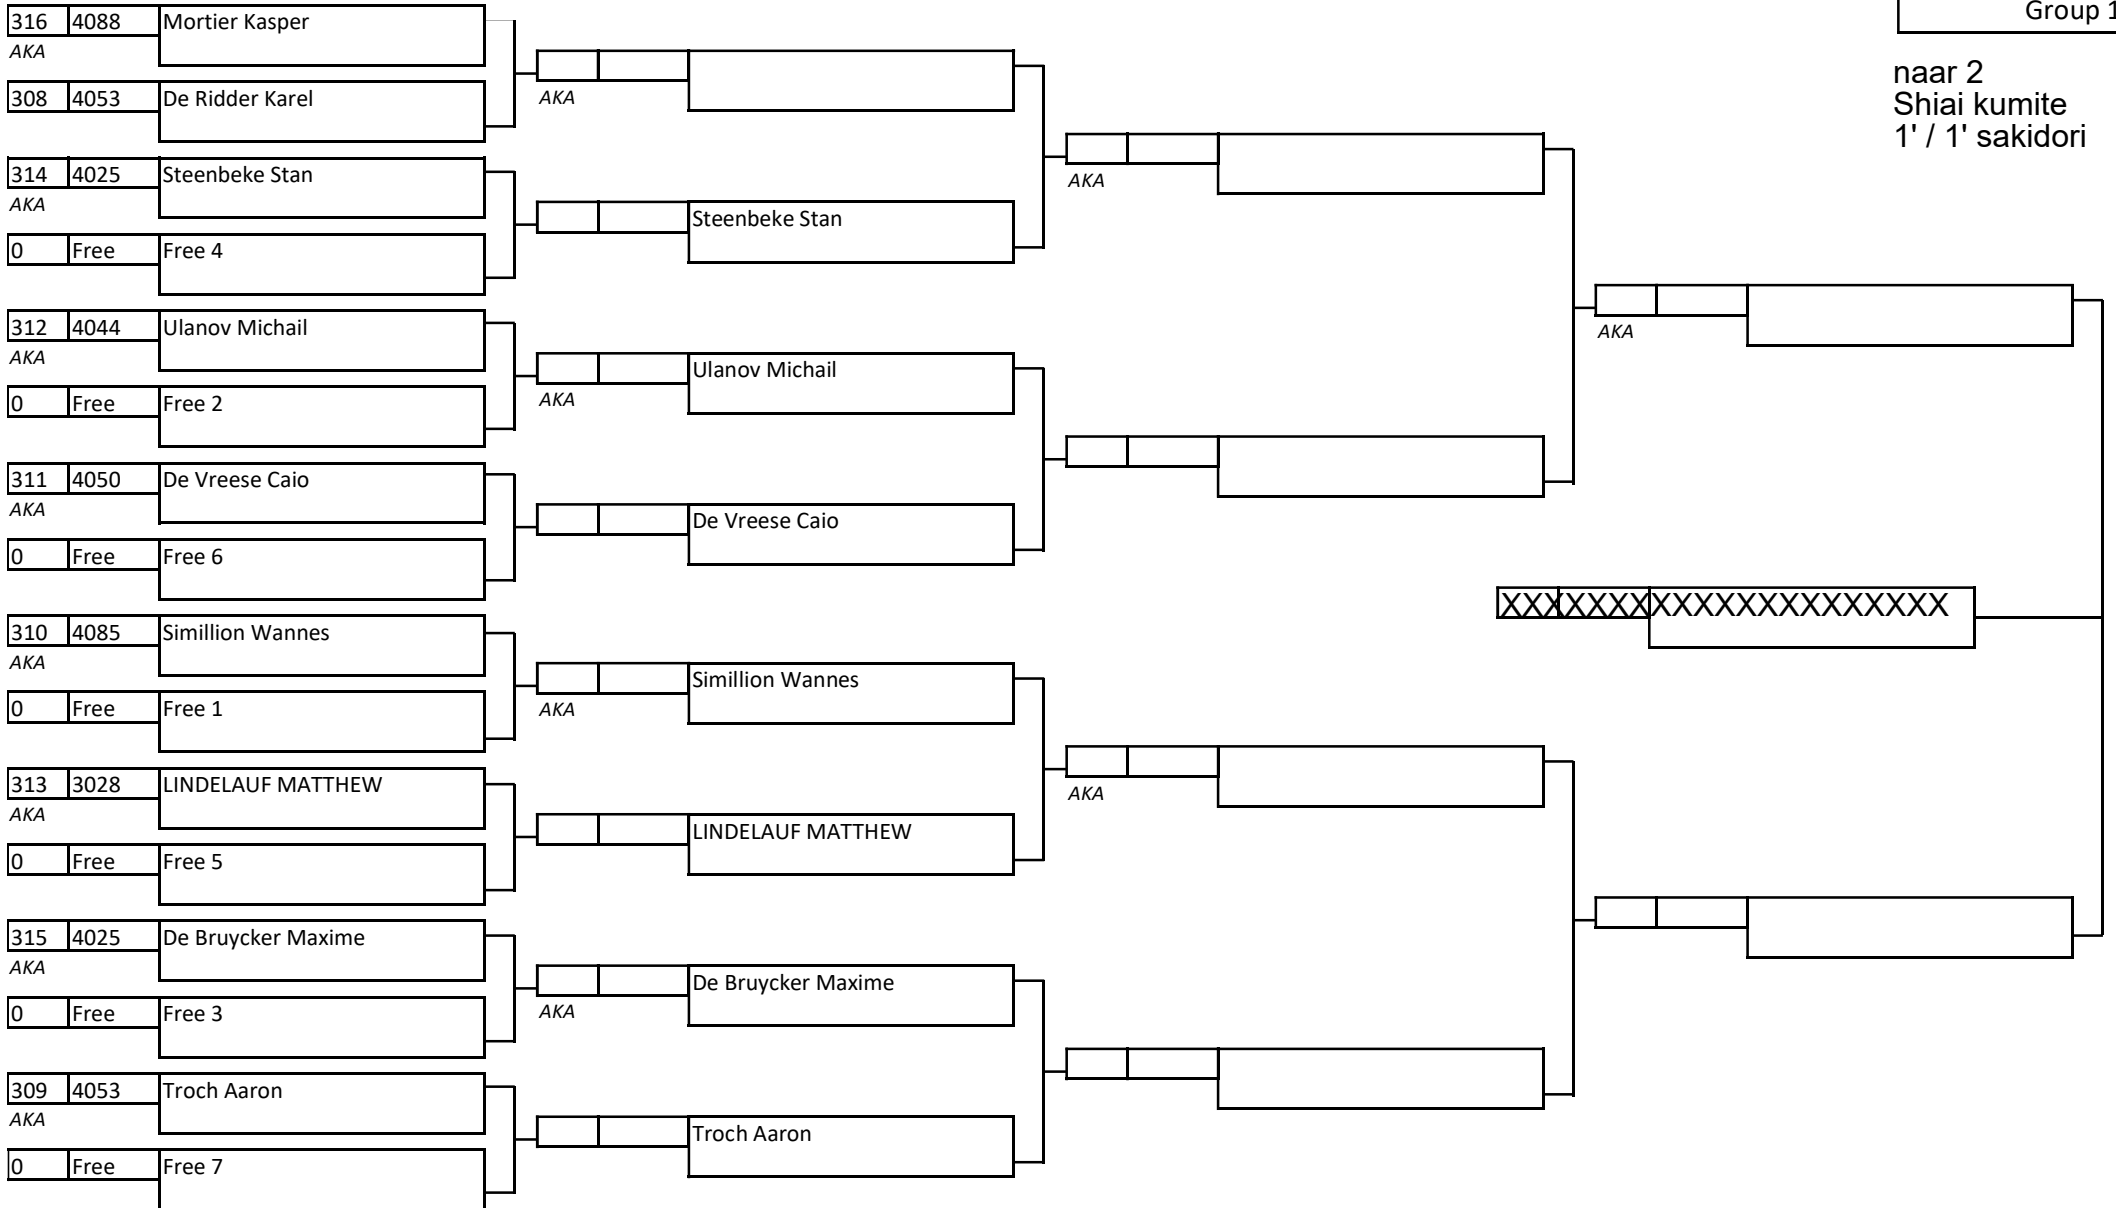 Group 1
naar 2
Shiai kumite
1' / 1' sakidori
316 4088 Mortier Kasper
AKA
308 4053 De Ridder Karel
314 4025 Steenbeke Stan
AKA
0 Free Free 4
312 4044 Ulanov Michail
AKA
0 Free Free 2
311 4050 De Vreese Caio
AKA
0 Free Free 6
310 4085 Simillion Wannes
AKA
0 Free Free 1
313 3028 LINDELAUF MATTHEW
AKA
0 Free Free 5
315 4025 De Bruycker Maxime
AKA
0 Free Free 3
309 4053 Troch Aaron
AKA
0 Free Free 7
AKA
Steenbeke Stan
Ulanov Michail
AKA
De Vreese Caio
Simillion Wannes
AKA
LINDELAUF MATTHEW
De Bruycker Maxime
AKA
Troch Aaron
AKA
AKA
AKA
XXXXXXXXXXXXXXXXXXXXX